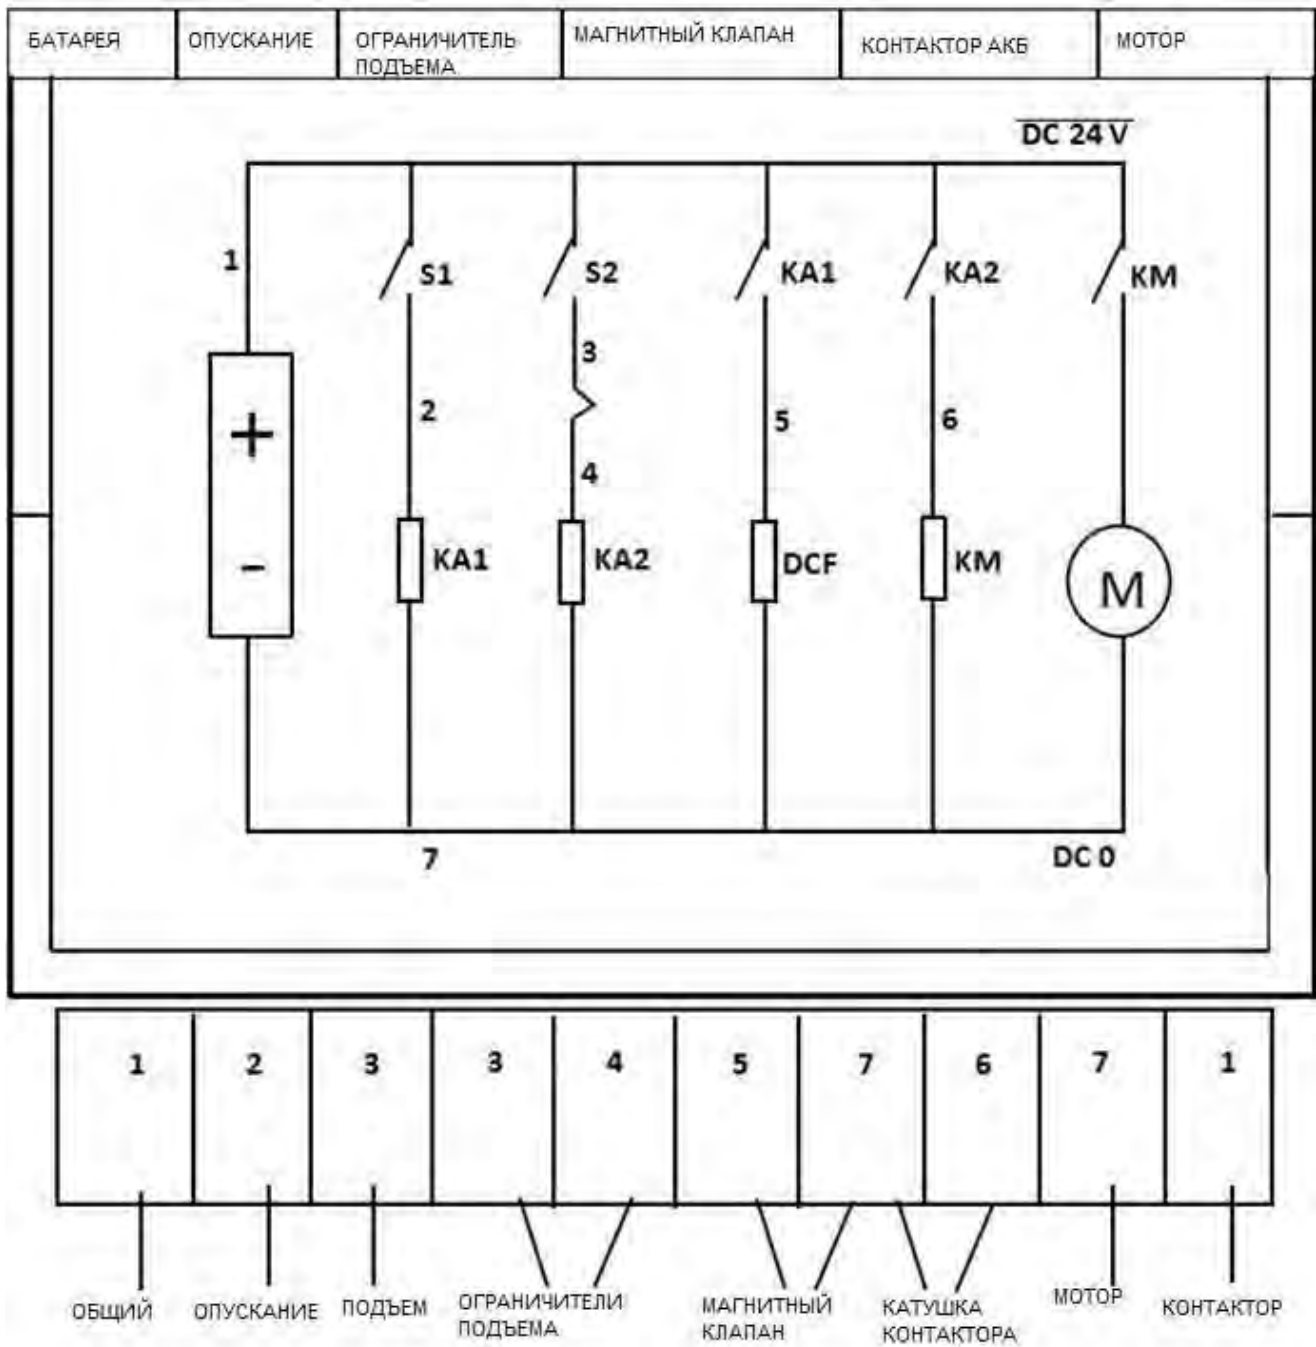 БАТАРЕЯ
ОПУСКАНИЕ
ОГРАНИЧИТЕЛЬ
ПОДЪЕМА
МАГНИТНЫЙ КЛАПАН
КОНТАКТОР АКБ
МОТОР
DC 24 V
1
S1
S2
KA1
KA2
KM
3
2
5
6
+
4
-
KA1
KA2
DCF
KM
M
7
DC 0
1
2
3
3
4
5
7
6
7
1
ОБЩИЙ
ОПУСКАНИЕ
ПОДЪЕМ
ОГРАНИЧИТЕЛИ
ПОДЪЕМА
МАГНИТНЫЙ
КЛАПАН
КАТУШКА
КОНТАКТОРА
МОТОР
КОНТАКТОР